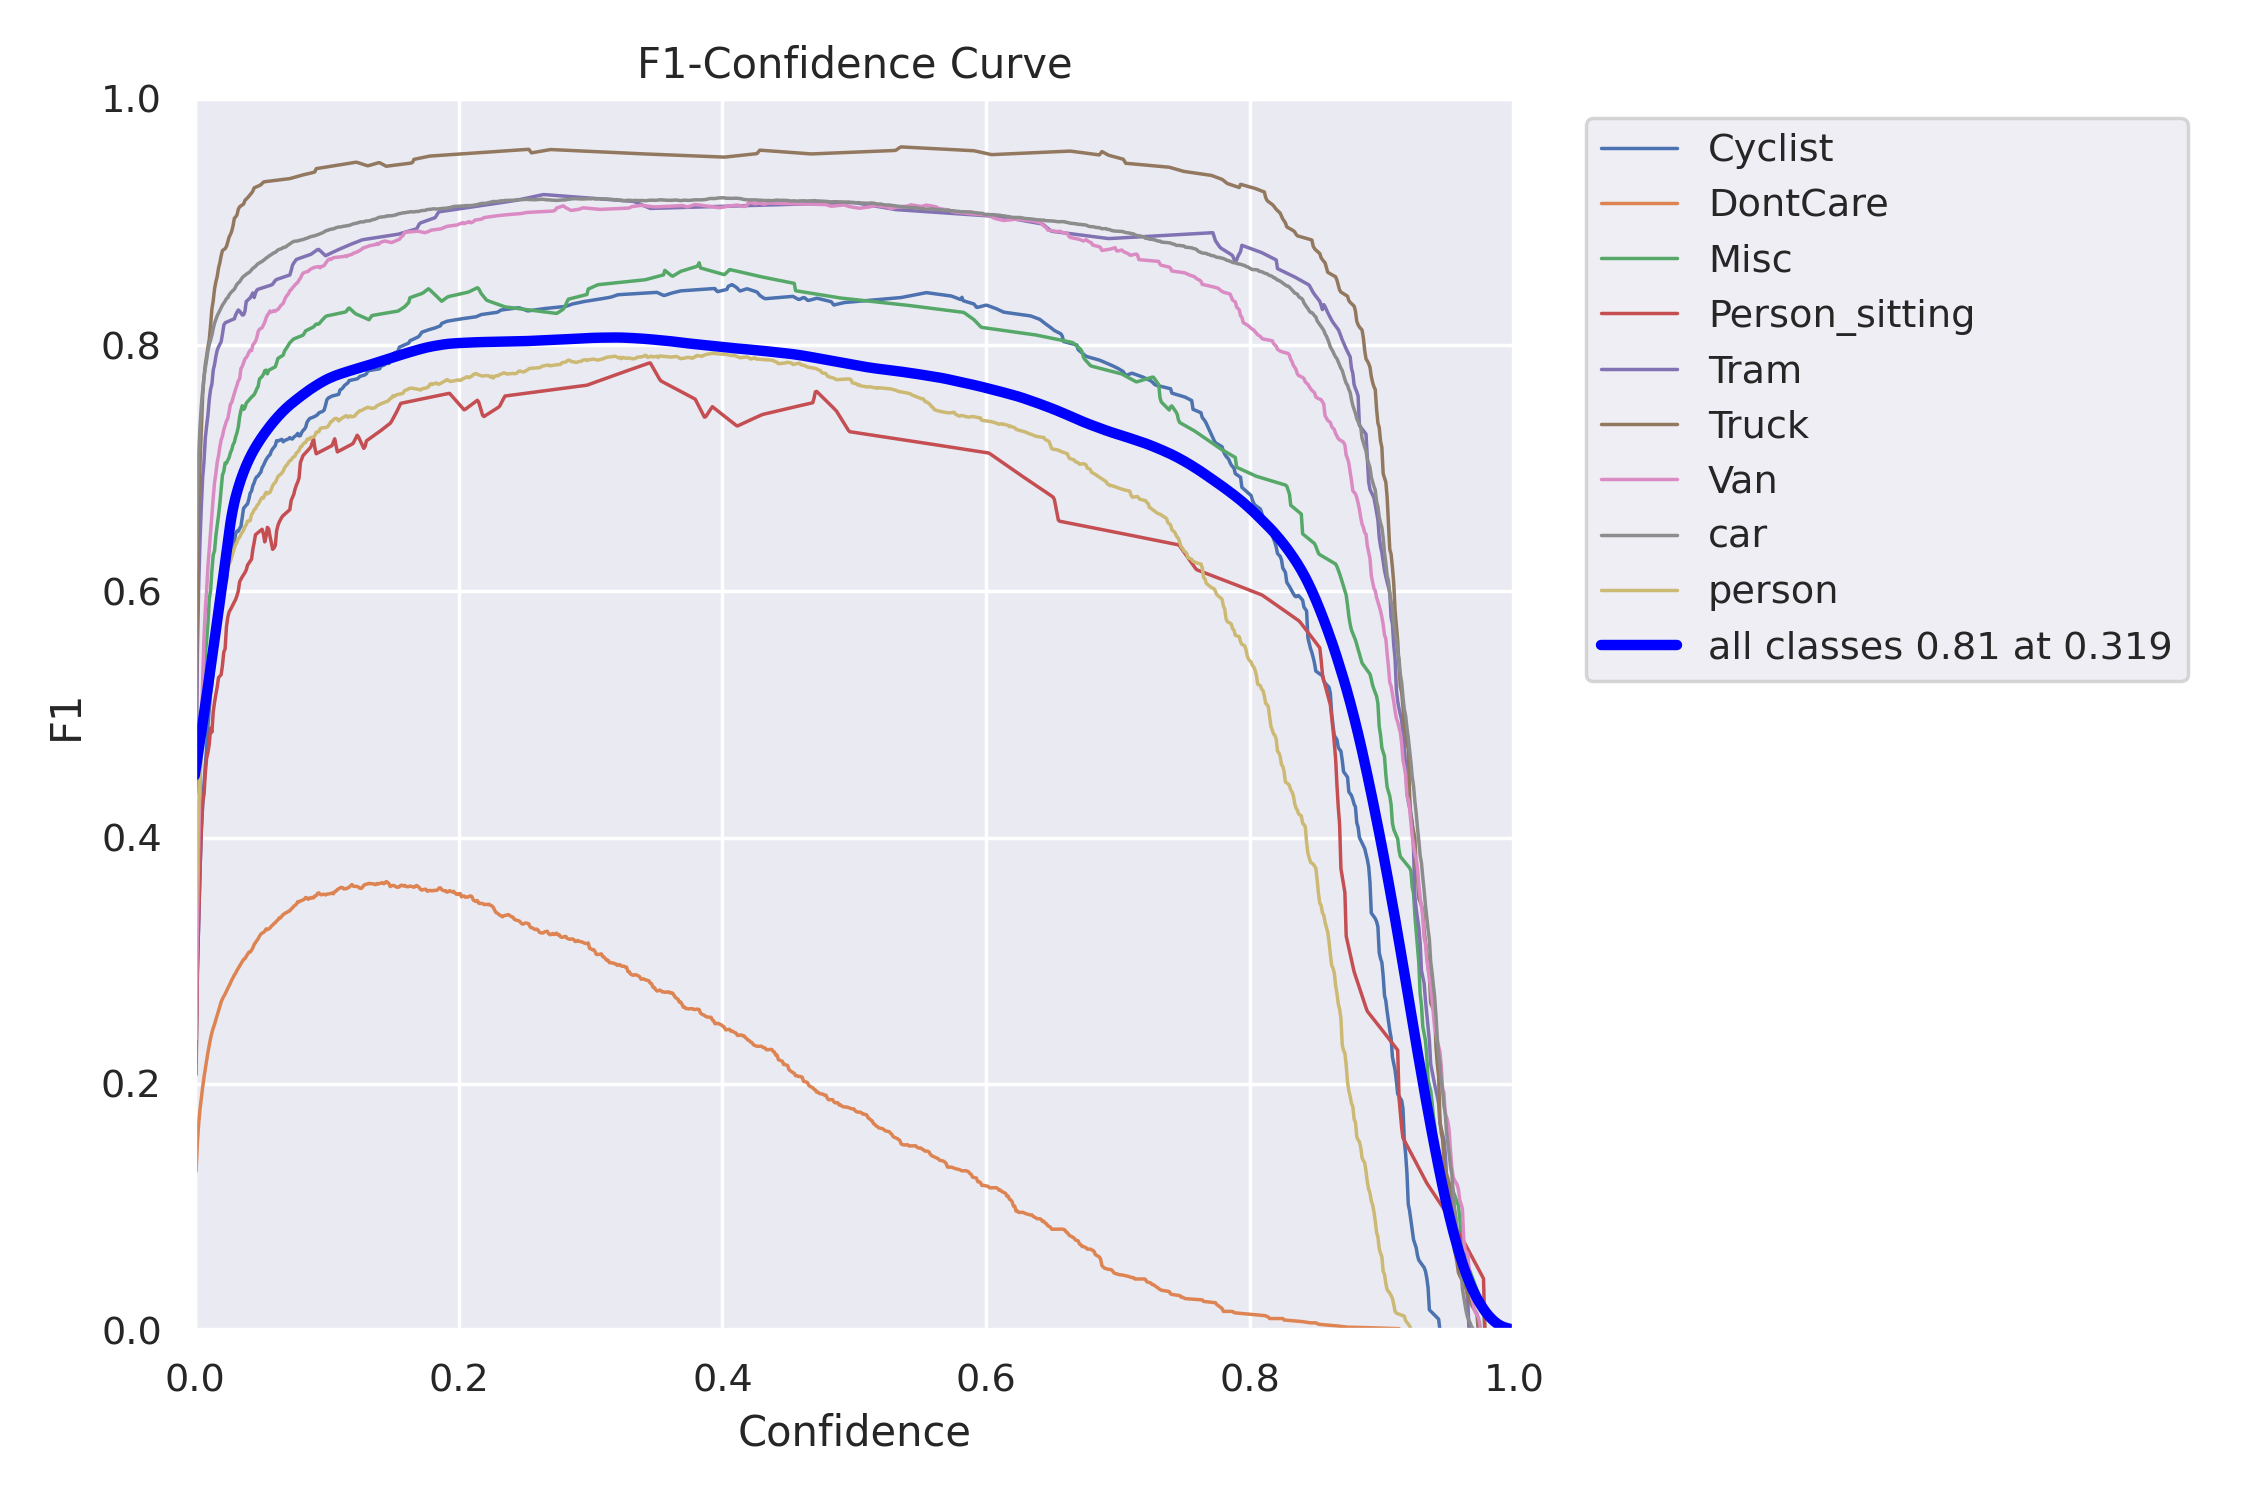 F1-Confidence Curve
1.0
0.8
0.6
0.4
0.2
0.0
F1
0.0 0.2 0.4 0.6 0.8 1.0
Confidence
Cyclist
DontCare
Misc
Person_sitting
Tram
Truck
Van
car
person
all classes 0.81 at 0.319